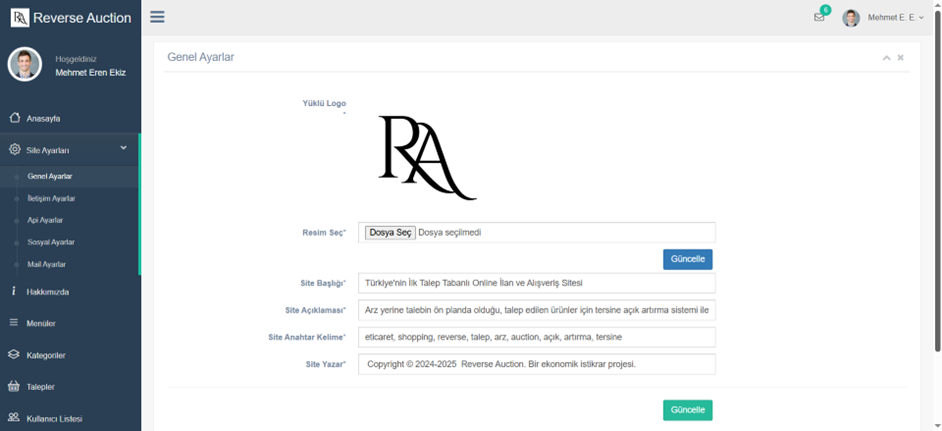 RA Reverse Auction
6
Mehmet E. E.
Hoşgeldiniz
Mehmet Eren Ekiz
Anasayfa
Site Ayarları
Genel Ayarlar
İletişim Ayarlar
Api Ayarlar
Sosyal Ayarlar
Mail Ayarlar
Hakkımızda
Menüler
Kategoriler
Talepler
Kullanıcı Listesi
Genel Ayarlar
Yüklü Logo
*
RA
Resim Seç* Dosya Seç Dosya seçilmedi
Güncelle
Site Başlığı* Türkiye'nin İlk Talep Tabanlı Online İlan ve Alışveriş Sitesi
Site Açıklaması* Arz yerine talebin ön planda olduğu, talep edilen ürünler için tersine açık artırma sistemi ile
Site Anahtar Kelime* eticaret, shopping, reverse, talep, arz, auction, açık, artırma, tersine
Site Yazar* Copyright © 2024-2025 Reverse Auction. Bir ekonomik istikrar projesi.
Güncelle